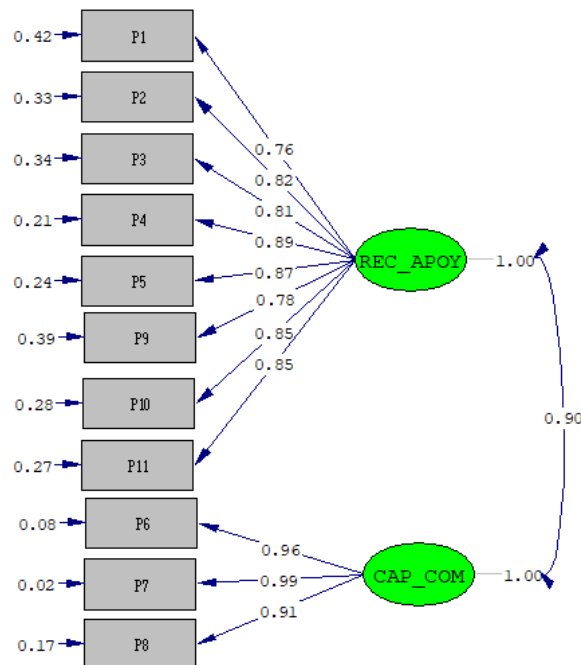 0.42 P1
0.33 P2
0.34 P3
0.76
0.82
0.81
0.21 P4
0.89
REC_APOY 1.00
0.24 P5
0.87
0.78
0.39 P9
0.85
0.85
0.28 P10
0.90
0.27 P11
0.08 P6
0.96
0.02 P7
0.99
CAP_COM 1.00
0.91
0.17 P8